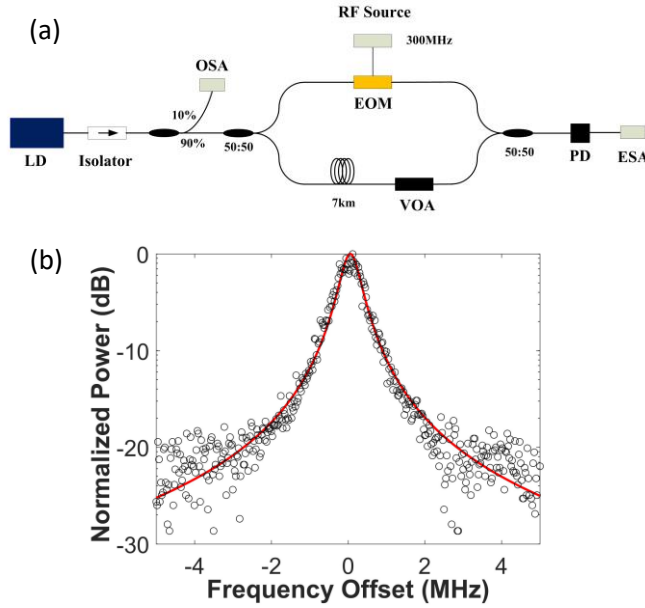 (a)
RF Source
300MHz
OSA
EOM
10%
90%
50:50
50:50
LD
Isolator
PD
ESA
7km
VOA
(b)
Normalized Power (dB)
0
-10
-20
-30
-4
-2
0
2
4
Frequency Offset (MHz)